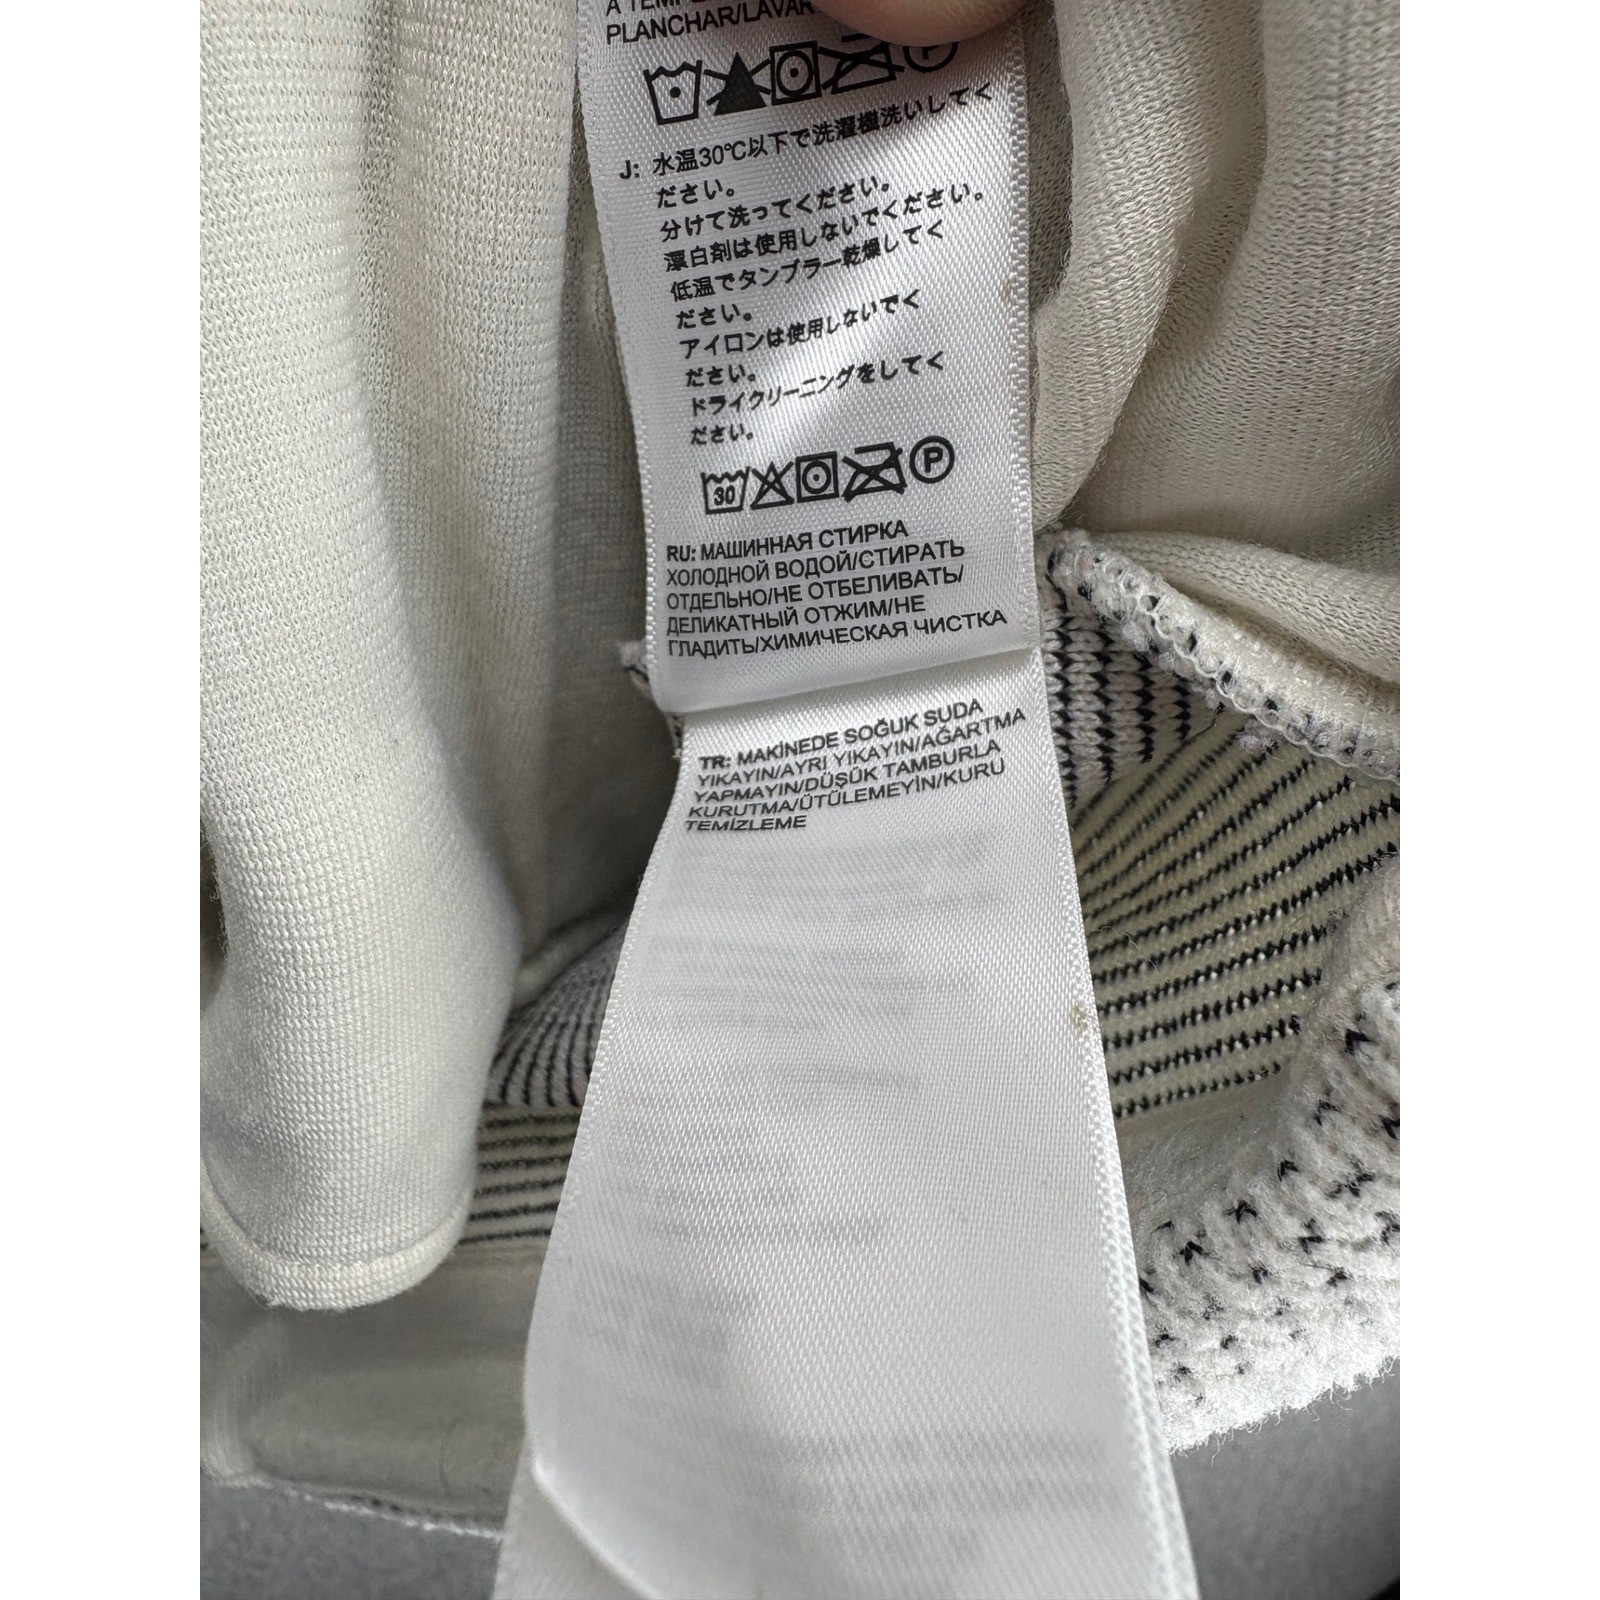 PLANCHAR/LAVAR
P
J: 水温30℃以下で洗濯機洗いしてく
ださい。
分けて洗ってください。
漂白剤は使用しないでください。
低温でタンブラー乾燥してく
ださい。
アイロンは使用しないでく
ださい。
ドライクリーニングをしてく
ださい。
30 P
RU: МАШИННАЯ СТИРКА
ХОЛОДНОЙ ВОДОЙ/СТИРАТЬ
ОТДЕЛЬНО/НЕ ОТБЕЛИВАТЬ/
ДЕЛИКАТНЫЙ ОТЖИМ/НЕ
ГЛАДИТЬ/ХИМИЧЕСКАЯ ЧИСТКА
TR: MAKİNEDE SOĞUK SUDA
YIKAYIN/AYRI YIKAYIN/AĞARTMA
YAPMAYIN/DÜŞÜK TAMBURLA
KURUTMA/ÜTÜLEMEYİN/KURU
TEMİZLEME